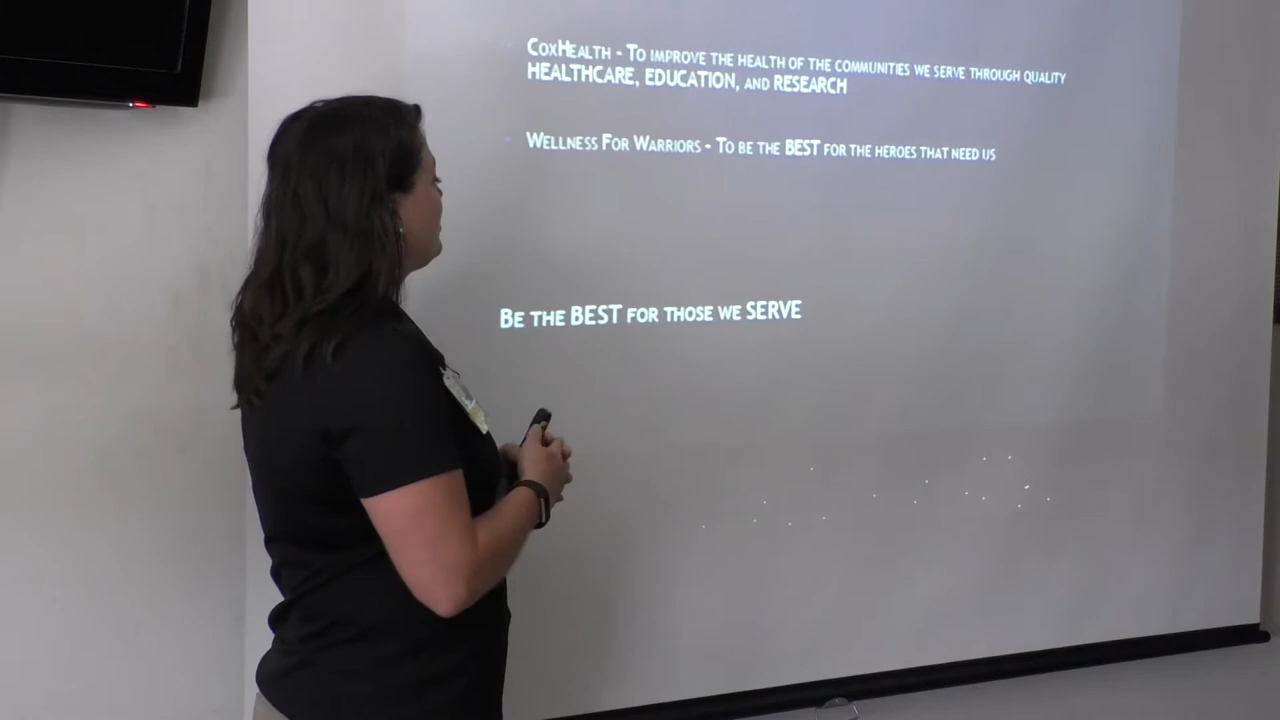 CoxHealth - To improve the health of the communities we serve through quality
HEALTHCARE, EDUCATION, and RESEARCH
Wellness For Warriors - To be the BEST for the heroes that need us
Be the BEST for those we SERVE